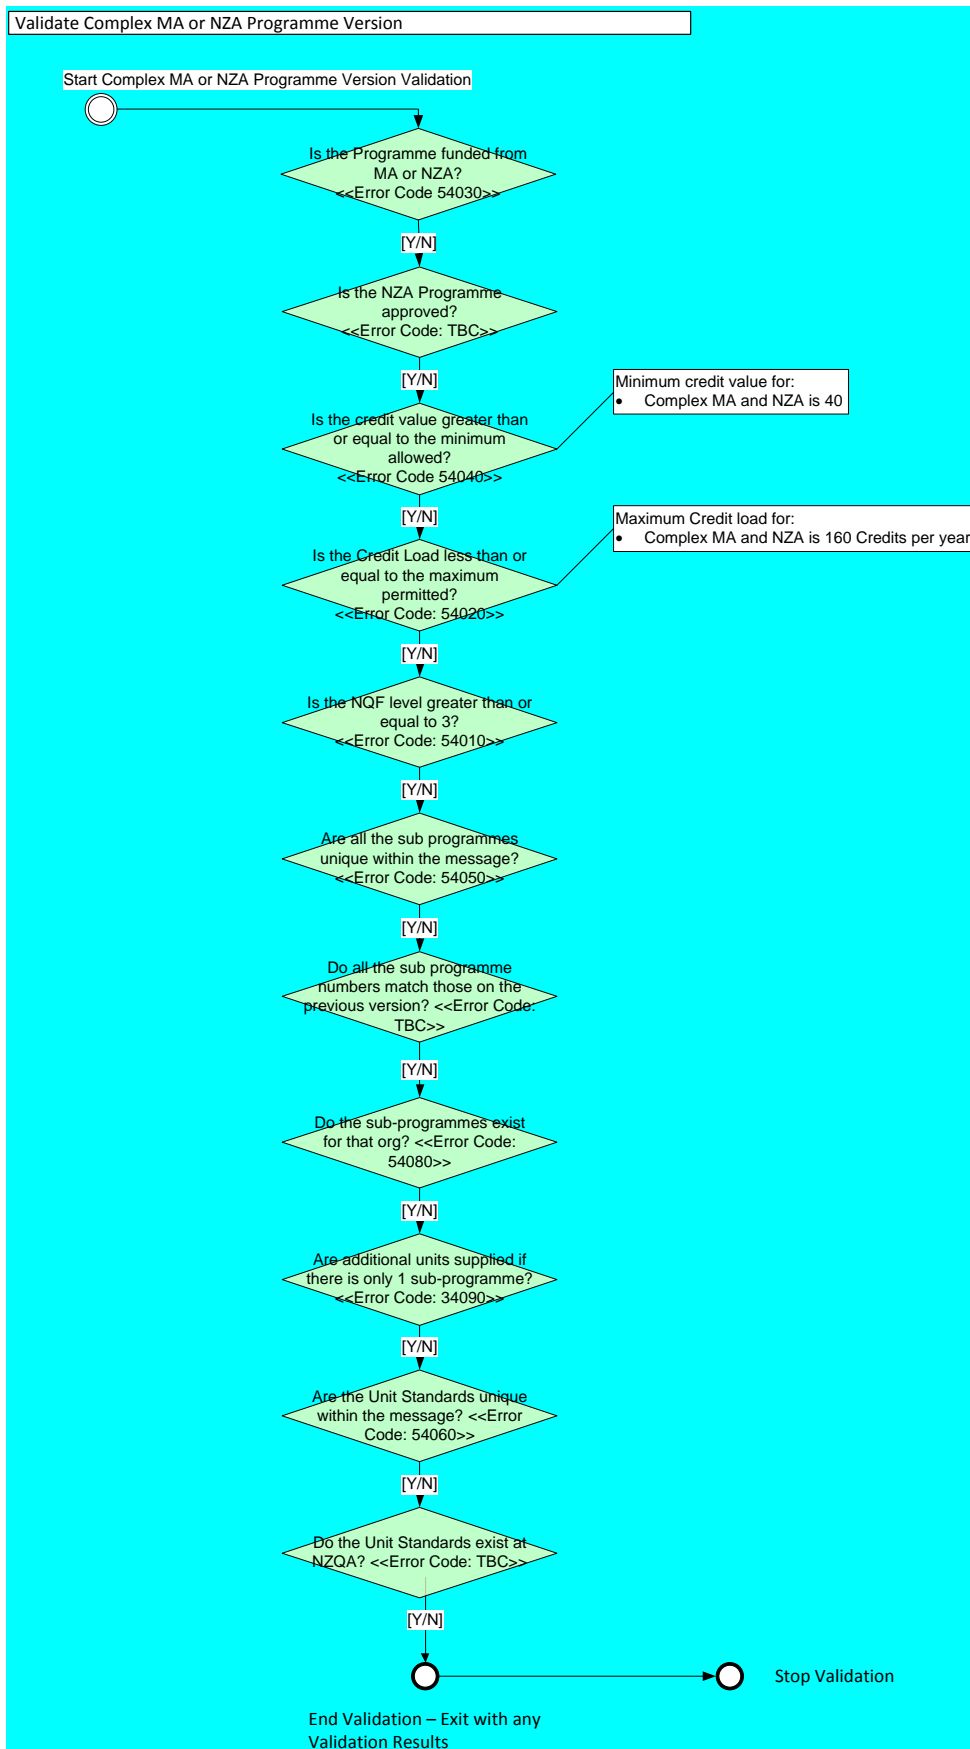 Validate Complex MA or NZA Programme Version
Start Complex MA or NZA Programme Version Validation
Is the Programme funded from
MA or NZA?
<<Error Code 54030>>
[Y/N]
Is the NZA Programme
approved?
<<Error Code: TBC>>
[Y/N]
Minimum credit value for:
• Complex MA and NZA is 40
Is the credit value greater than
or equal to the minimum
allowed?
<<Error Code 54040>>
[Y/N]
Maximum Credit load for:
• Complex MA and NZA is 160 Credits per year
Is the Credit Load less than or
equal to the maximum
permitted?
<<Error Code: 54020>>
[Y/N]
Is the NQF level greater than or
equal to 3?
<<Error Code: 54010>>
[Y/N]
Are all the sub programmes
unique within the message?
<<Error Code: 54050>>
[Y/N]
Do all the sub programme
numbers match those on the
previous version? <<Error Code:
TBC>>
[Y/N]
Do the sub-programmes exist
for that org? <<Error Code:
54080>>
[Y/N]
Are additional units supplied if
there is only 1 sub-programme?
<<Error Code: 34090>>
[Y/N]
Are the Unit Standards unique
within the message? <<Error
Code: 54060>>
[Y/N]
Do the Unit Standards exist at
NZQA? <<Error Code: TBC>>
[Y/N]
Stop Validation
End Validation – Exit with any
Validation Results